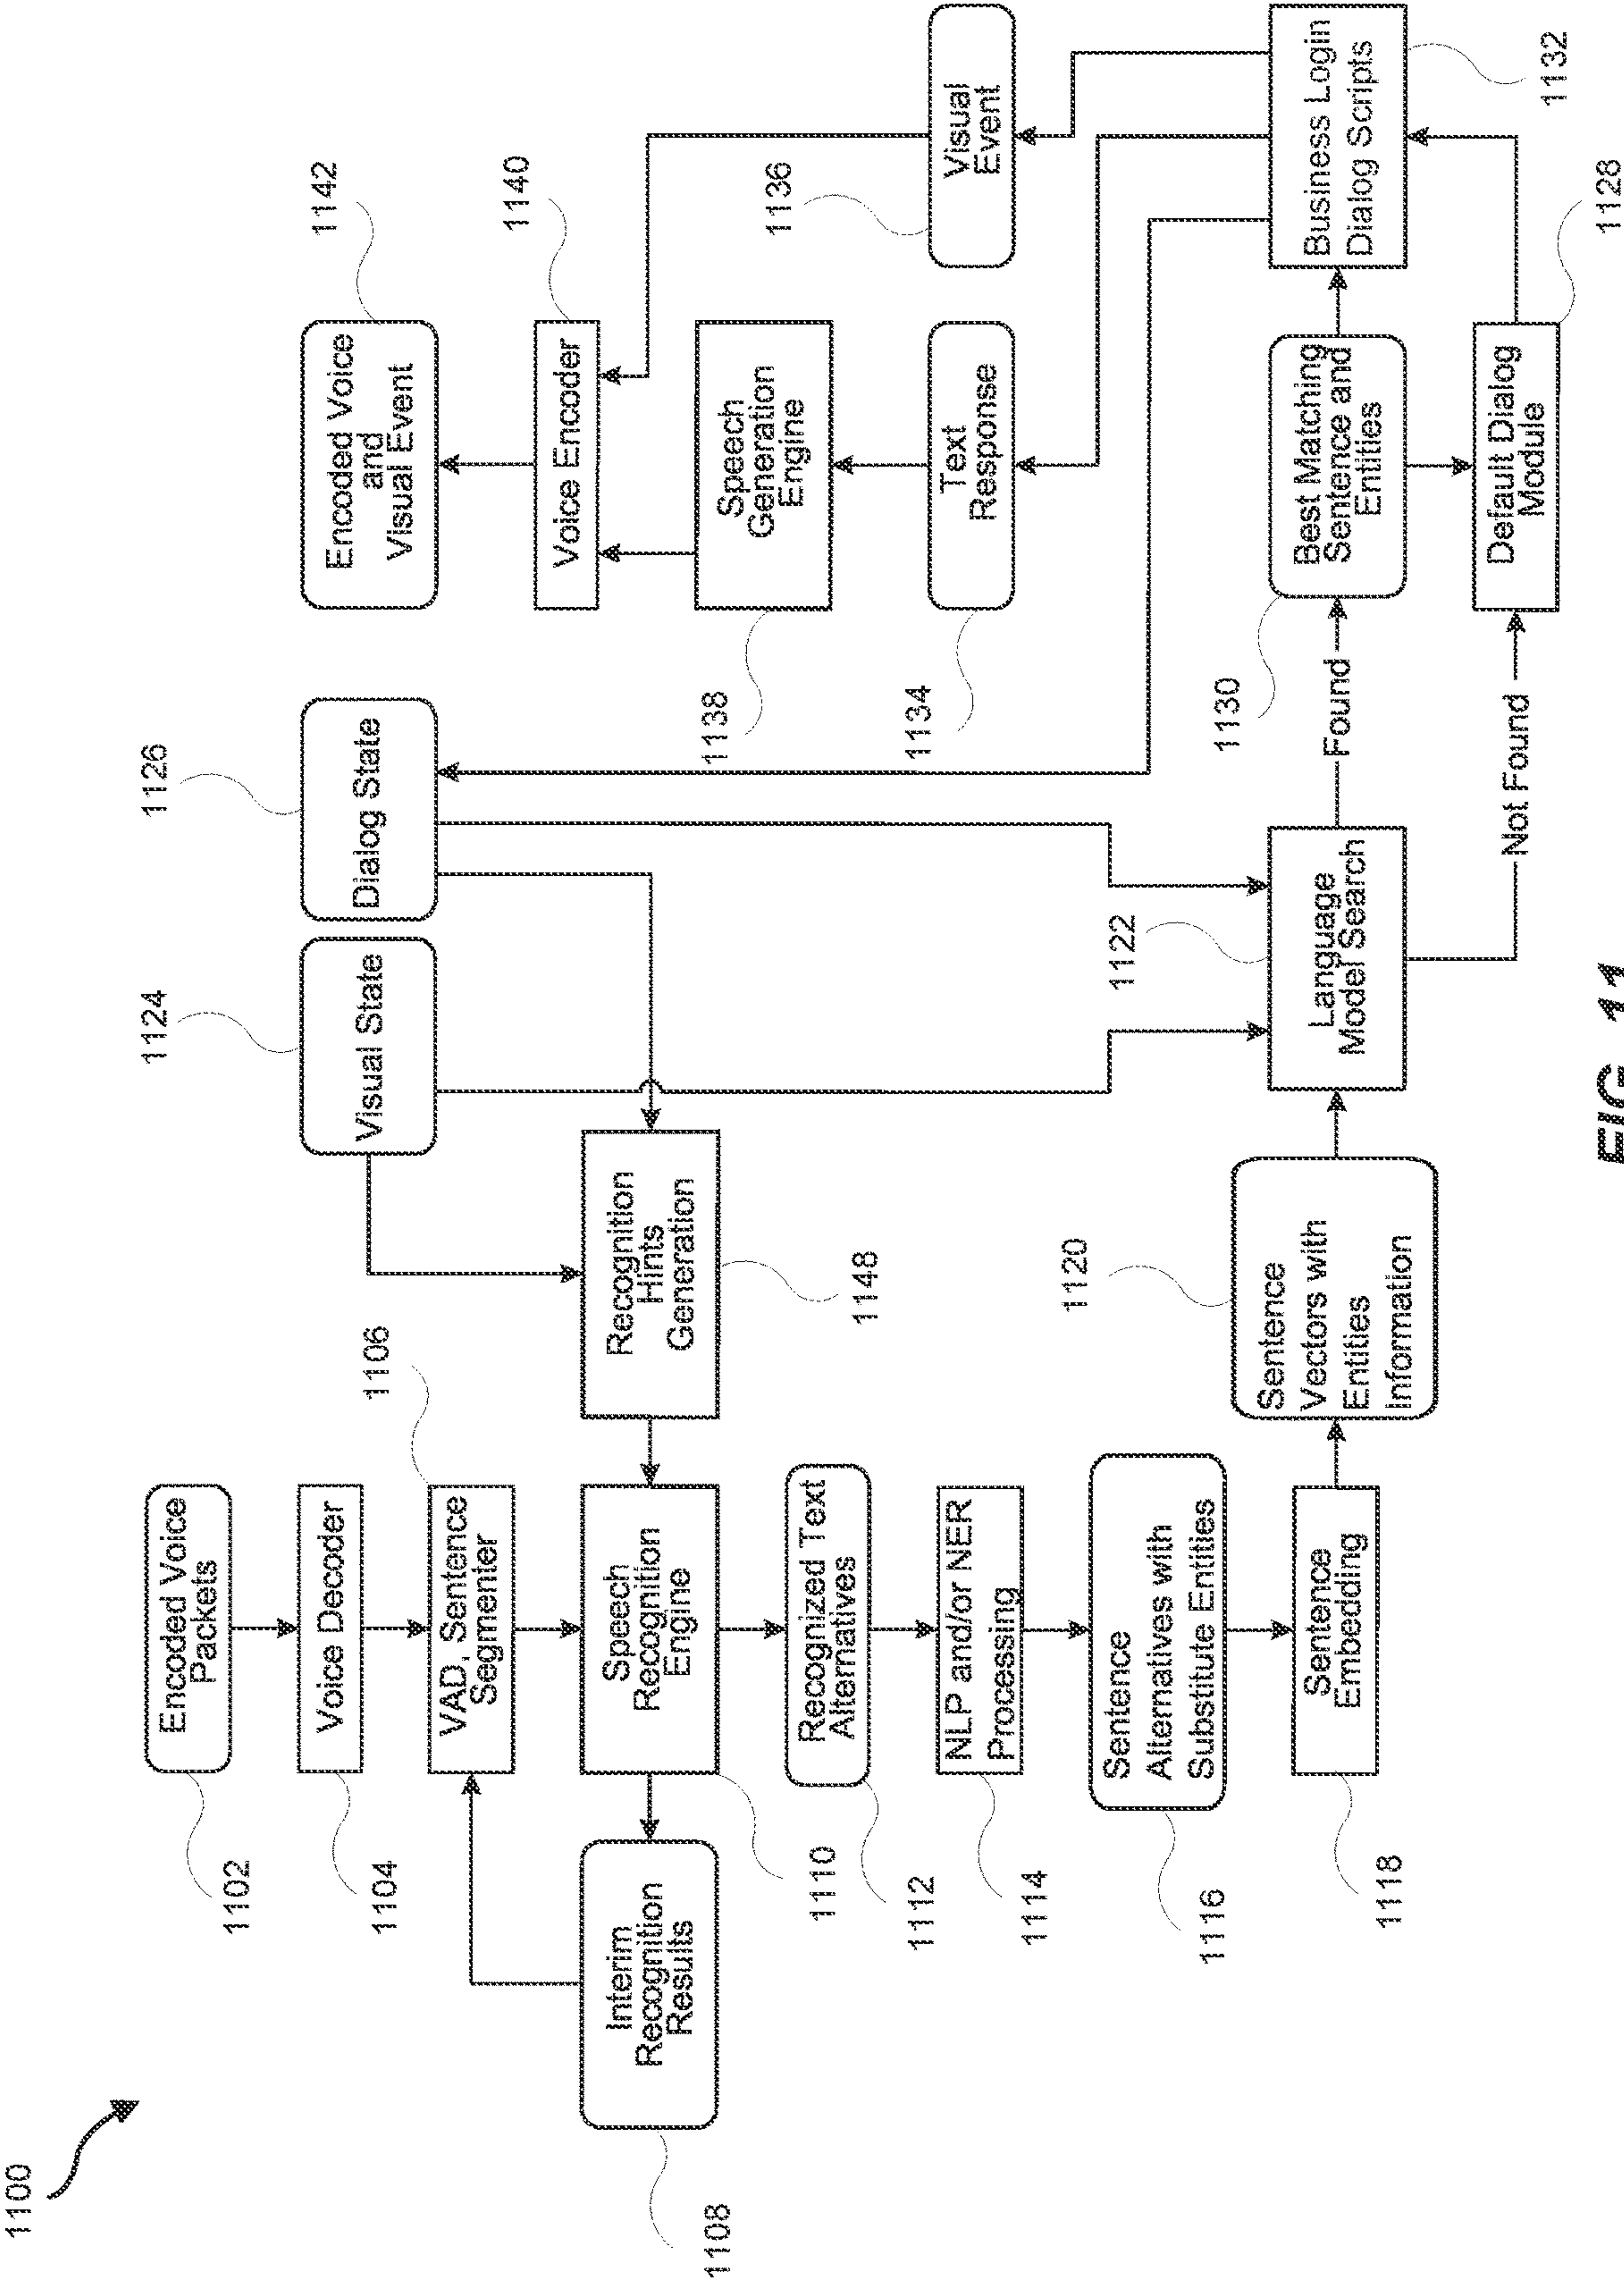 1100
Encoded Voice
Packets
1102
Voice Decoder
1104
VAD, Sentence
Segmenter
1106
Interim
Recognition
Results
1108
Speech
Recognition
Engine
1110
Recognition
Hints
Generation
1148
Visual State
1124
Dialog State
1126
Recognized Text
Alternatives
1112
NLP and/or NER
Processing
1114
Sentence
Alternatives with
Substitute Entities
1116
Sentence
Embedding
1118
Sentence
Vectors with
Entities
Information
1120
Language
Model Search
1122
Found
Not Found
Best Matching
Sentence and
Entities
1130
Default Dialog
Module
1128
Business Login
Dialog Scripts
1132
Text
Response
1134
Visual
Event
1136
Speech
Generation
Engine
1138
Voice Encoder
1140
Encoded Voice
and
Visual Event
1142
FIG. 11